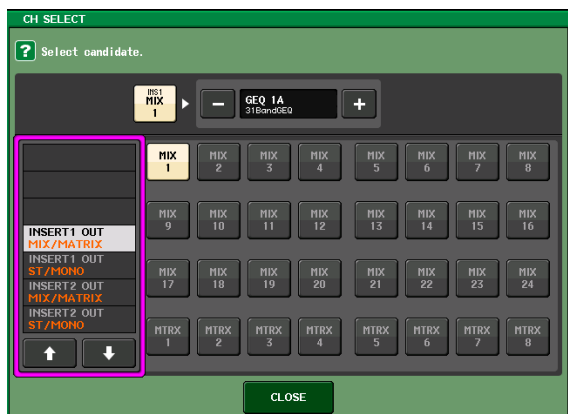 CH SELECT
? Select candidate.
INS1
MIX
1
−
GEQ 1A
31BandGEQ
+
INSERT1 OUT
MIX/MATRIX
INSERT1 OUT
ST/MONO
INSERT2 OUT
MIX/MATRIX
INSERT2 OUT
ST/MONO
MIX MIX MIX MIX MIX MIX MIX MIX
1 2 3 4 5 6 7 8
MIX MIX MIX MIX MIX MIX MIX MIX
9 10 11 12 13 14 15 16
MIX MIX MIX MIX MIX MIX MIX MIX
17 18 19 20 21 22 23 24
MTRX MTRX MTRX MTRX MTRX MTRX MTRX MTRX
1 2 3 4 5 6 7 8
CLOSE